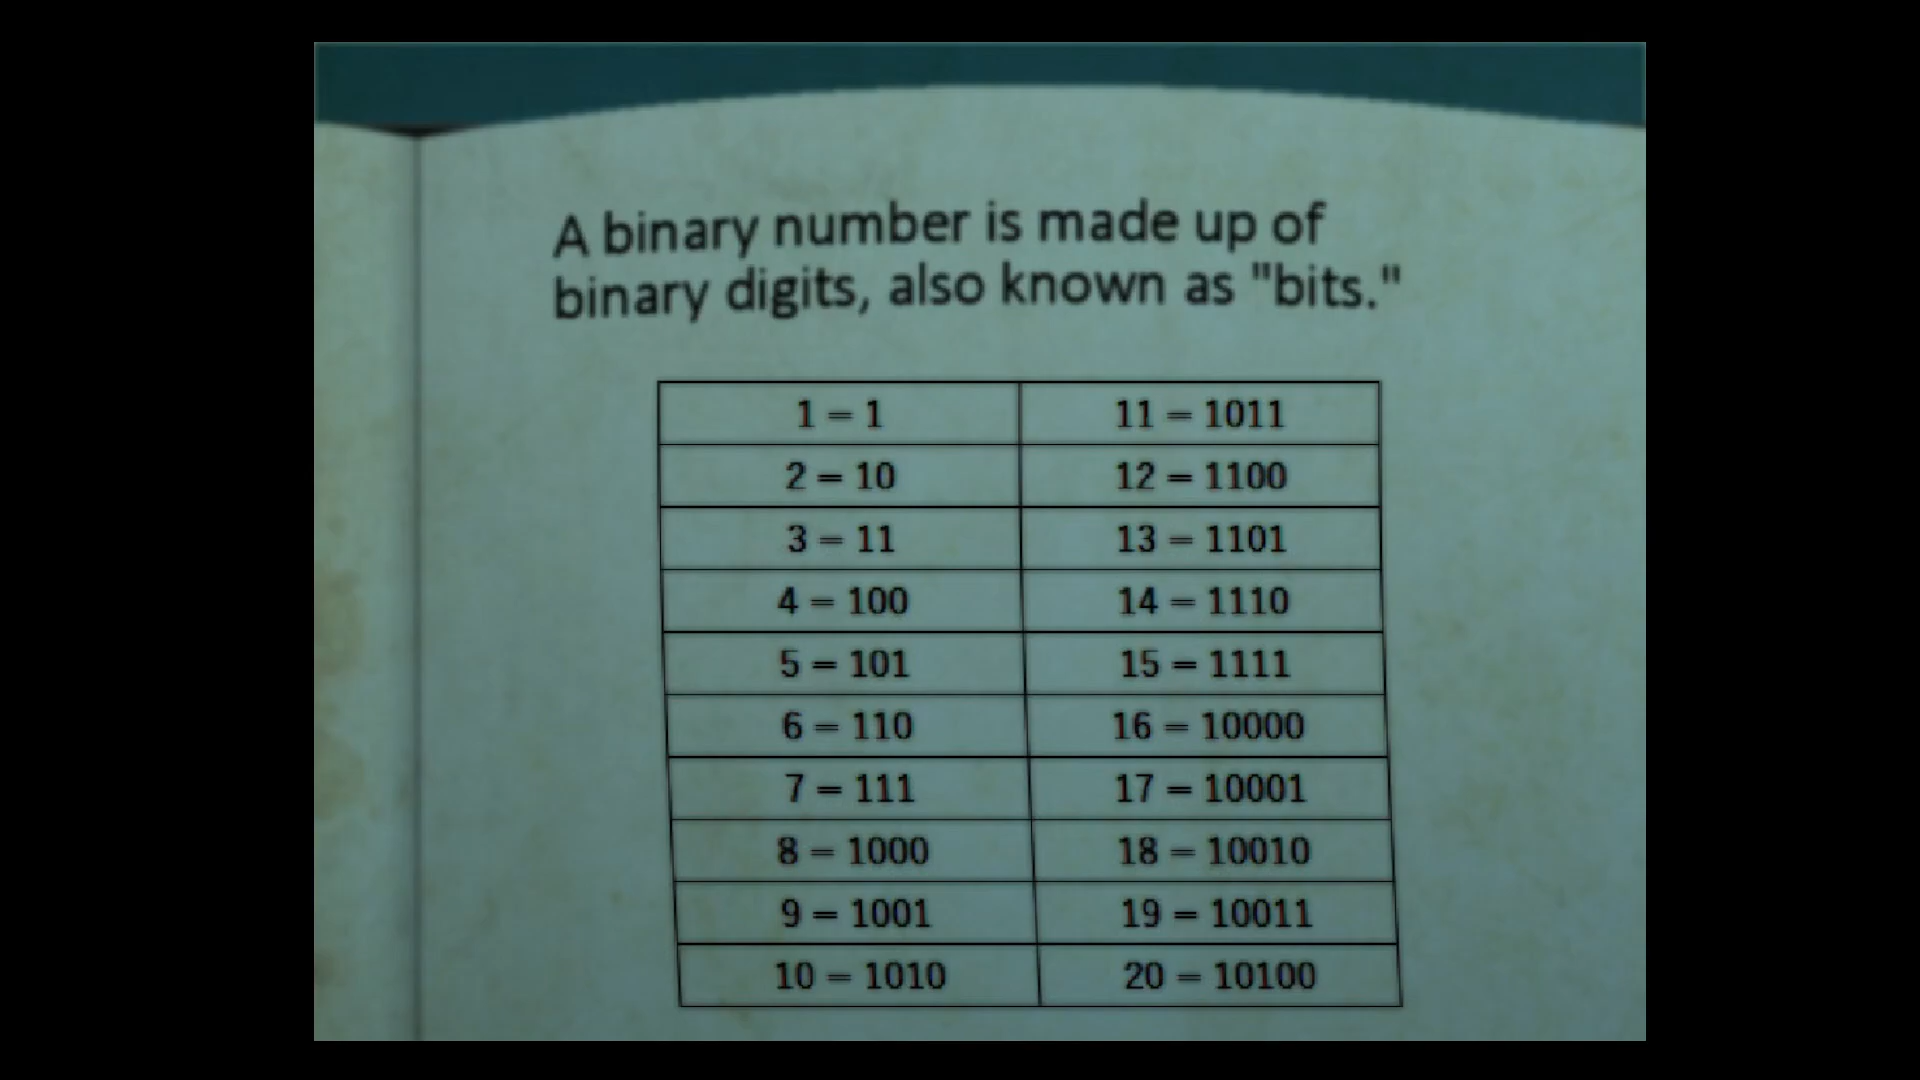 A binary number is made up of
binary digits, also known as "bits."
1 = 1 11 = 1011
2 = 10 12 = 1100
3 = 11 13 = 1101
4 = 100 14 = 1110
5 = 101 15 = 1111
6 = 110 16 = 10000
7 = 111 17 = 10001
8 = 1000 18 = 10010
9 = 1001 19 = 10011
10 = 1010 20 = 10100